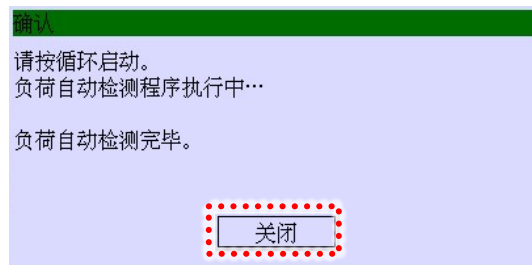 确认
请按循环启动。
负荷自动检测程序执行中…
负荷自动检测完毕。
关闭